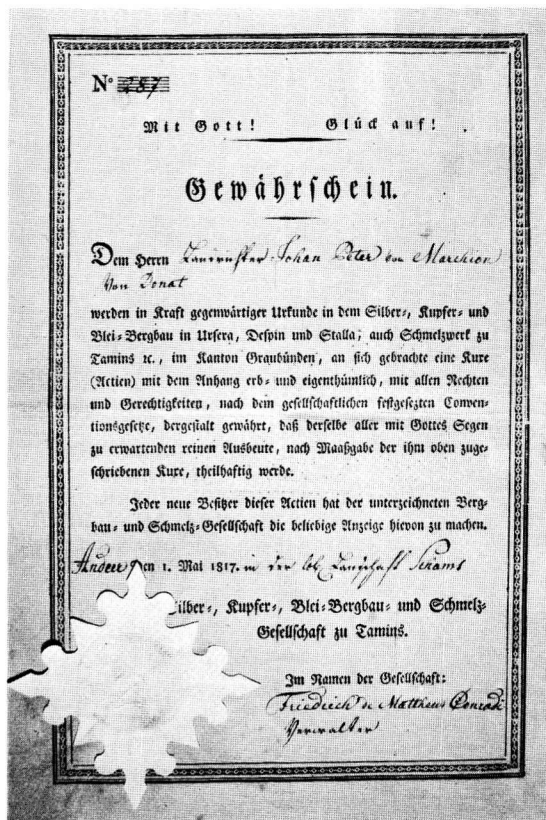 Nº 487
Mit Gott! Glück auf!
Gewährschein.
Dem Herrn Landrichter Johan Peter von Marchion
Von Donat
werden in Kraft gegenwärtiger Urkunde in dem Silber-, Kupfer- und
Blei-Bergbau in Ursera, Despin und Stalla, auch Schmelzwerk zu
Tamins ꝛc., im Kanton Graubünden, an sich gebrachte eine Kure
(Actien) mit dem Anhang erb- und eigenthümlich, mit allen Rechten
und Gerechtigkeiten, nach dem gesellschaftlichen festgesezten Conven-
tionsgesetze, dergestalt gewährt, daß derselbe aller mit Gottes Segen
zu erwartenden reinen Ausbeute, nach Maaßgabe der ihm oben zuge-
schriebenen Kure, theilhaftig werde.
Jeder neue Besitzer dieser Actien hat der unterzeichneten Berg-
bau- und Schmelz-Gesellschaft die beliebige Anzeige hievon zu machen.
Andeer den 1. Mai 1817. in der lob. Landschaft Schams
Silber-, Kupfer-, Blei-Bergbau- und Schmelz-
Gesellschaft zu Tamins.
Im Namen der Gesellschaft:
Friedrich de Mattheus Conrade
Verwalter